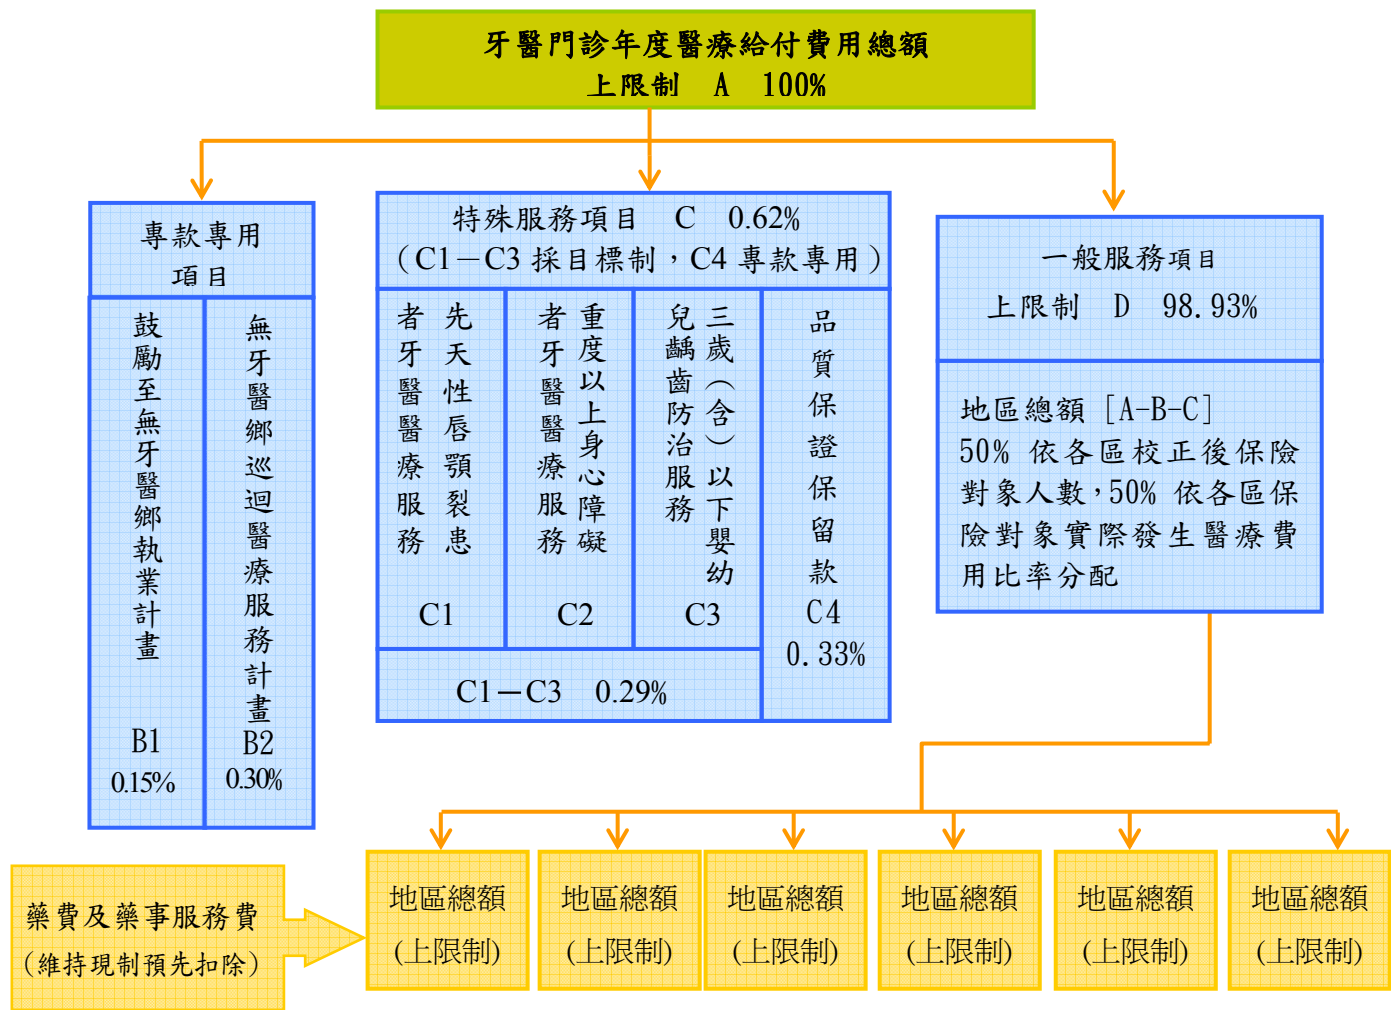 牙醫門診年度醫療給付費用總額
上限制 A 100%
專款專用
項目
鼓勵至無牙醫鄉執業計畫
B1
0.15%
無牙醫鄉巡迴醫療服務計畫
B2
0.30%
特殊服務項目 C 0.62%
（C1－C3 採目標制，C4 專款專用）
先天性唇顎裂患
者牙醫醫療服務
C1
重度以上身心障礙
者牙醫醫療服務
C2
三歲（含）以下嬰幼
兒齲齒防治服務
C3
C1－C3 0.29%
品質保證保留款
C4
0.33%
一般服務項目
上限制 D 98.93%
地區總額 [A-B-C]
50% 依各區校正後保險
對象人數，50% 依各區保
險對象實際發生醫療費
用比率分配
藥費及藥事服務費
(維持現制預先扣除)
地區總額
(上限制)
地區總額
(上限制)
地區總額
(上限制)
地區總額
(上限制)
地區總額
(上限制)
地區總額
(上限制)